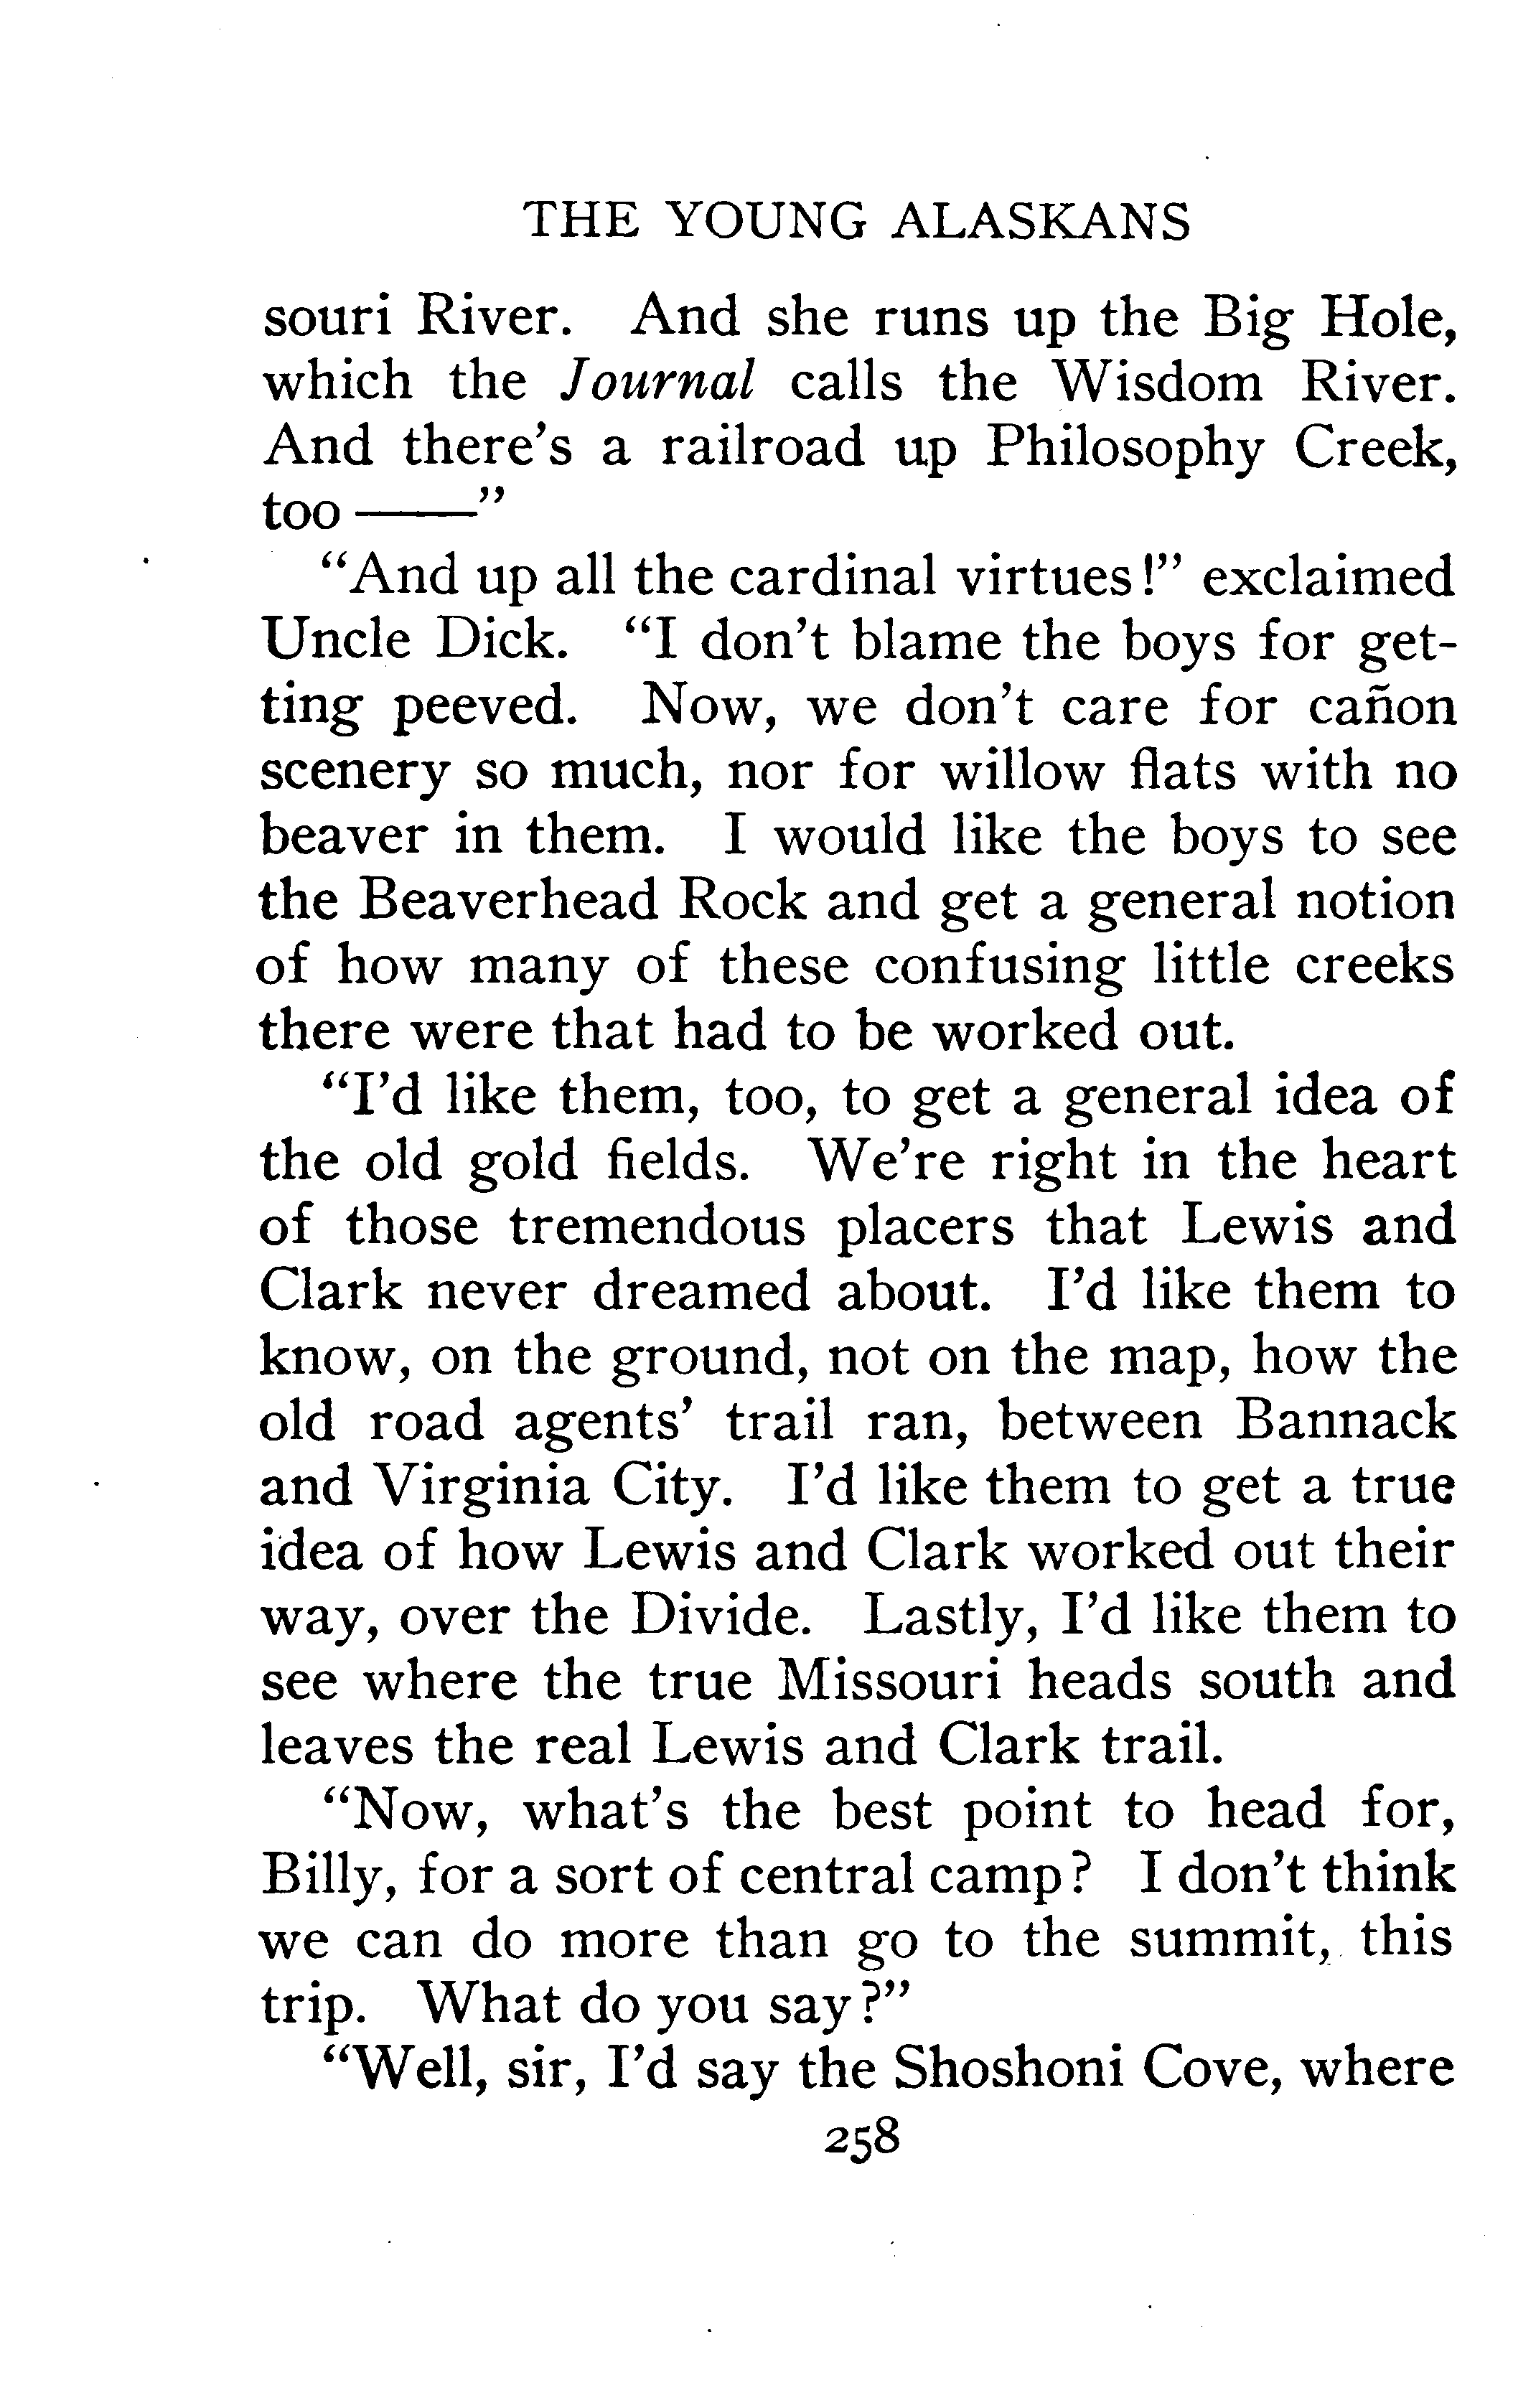 THE YOUNG ALASKANS
souri River. And she runs up the Big Hole,
which the Journal calls the Wisdom River.
And there's a railroad up Philosophy Creek,
too ——"
"And up all the cardinal virtues!" exclaimed
Uncle Dick. "I don't blame the boys for get-
ting peeved. Now, we don't care for cañon
scenery so much, nor for willow flats with no
beaver in them. I would like the boys to see
the Beaverhead Rock and get a general notion
of how many of these confusing little creeks
there were that had to be worked out.
"I'd like them, too, to get a general idea of
the old gold fields. We're right in the heart
of those tremendous placers that Lewis and
Clark never dreamed about. I'd like them to
know, on the ground, not on the map, how the
old road agents' trail ran, between Bannack
and Virginia City. I'd like them to get a true
idea of how Lewis and Clark worked out their
way, over the Divide. Lastly, I'd like them to
see where the true Missouri heads south and
leaves the real Lewis and Clark trail.
"Now, what's the best point to head for,
Billy, for a sort of central camp? I don't think
we can do more than go to the summit, this
trip. What do you say?"
"Well, sir, I'd say the Shoshoni Cove, where
258